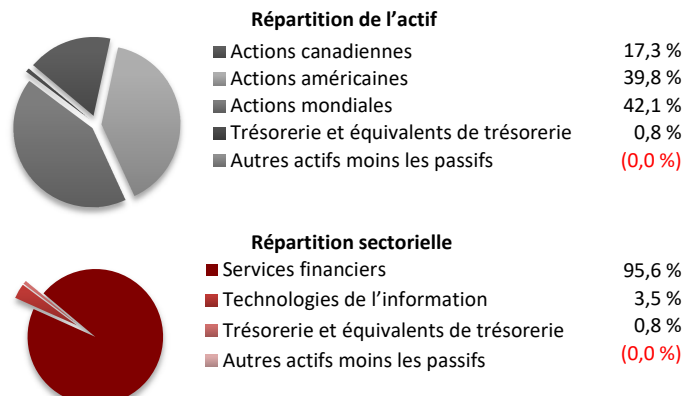 Répartition de l’actif
Actions canadiennes 17,3 %
Actions américaines 39,8 %
Actions mondiales 42,1 %
Trésorerie et équivalents de trésorerie 0,8 %
Autres actifs moins les passifs (0,0 %)
Répartition sectorielle
Services financiers 95,6 %
Technologies de l’information 3,5 %
Trésorerie et équivalents de trésorerie 0,8 %
Autres actifs moins les passifs (0,0 %)